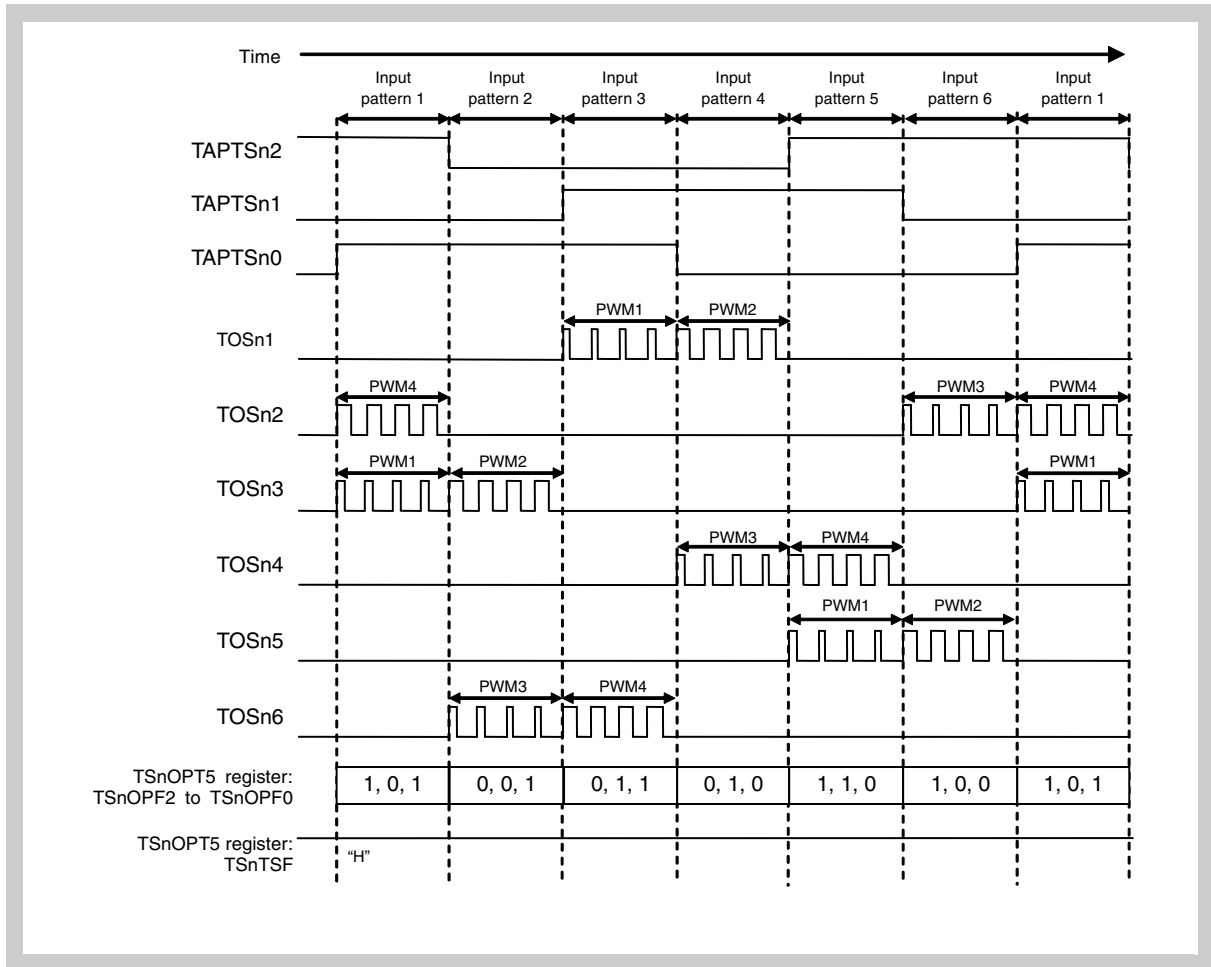 Time
Input Input Input Input Input Input Input
pattern 1 pattern 2 pattern 3 pattern 4 pattern 5 pattern 6 pattern 1
TAPTSn2
TAPTSn1
TAPTSn0
PWM1 PWM2
TOSn1
PWM4 PWM3 PWM4
TOSn2
PWM1 PWM2 PWM1
TOSn3
PWM3 PWM4
TOSn4
PWM1 PWM2
TOSn5
PWM3 PWM4
TOSn6
TSnOPT5 register:
TSnOPF2 to TSnOPF0
1, 0, 1 0, 0, 1 0, 1, 1 0, 1, 0 1, 1, 0 1, 0, 0 1, 0, 1
TSnOPT5 register:
TSnTSF
“H”